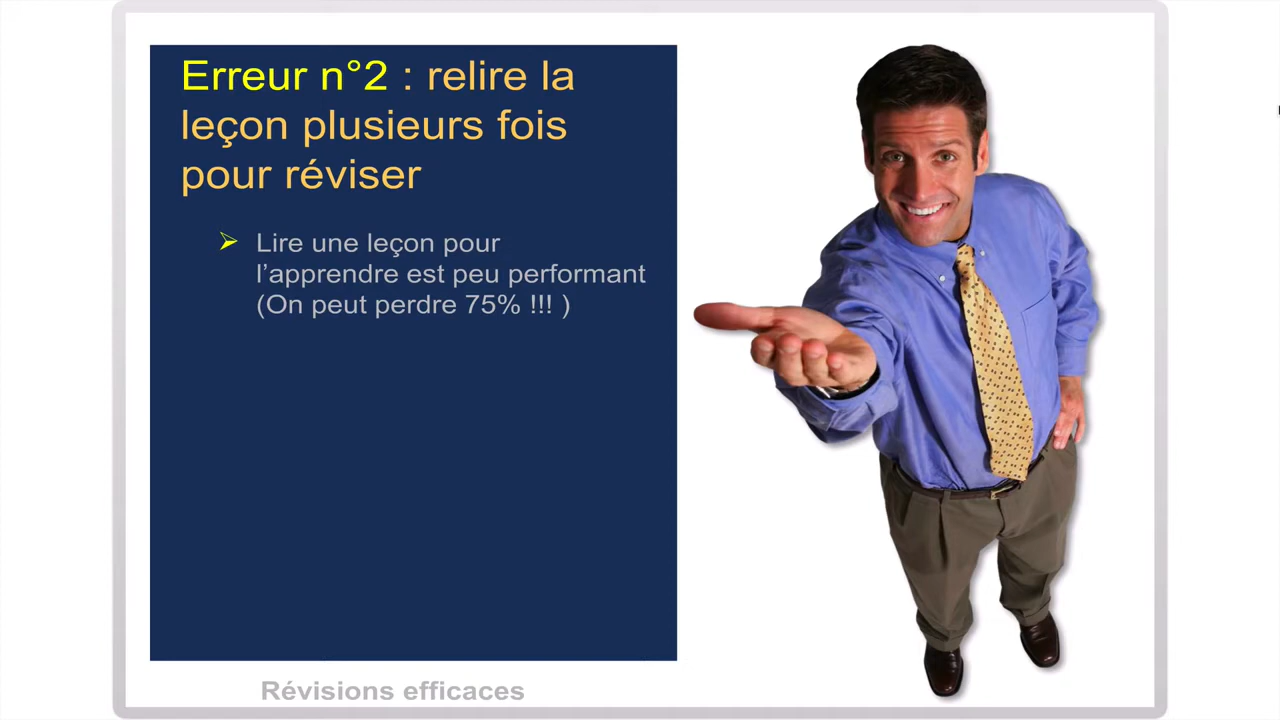 Erreur n°2 : relire la
leçon plusieurs fois
pour réviser
➢ Lire une leçon pour
l’apprendre est peu performant
(On peut perdre 75% !!! )
Révisions efficaces